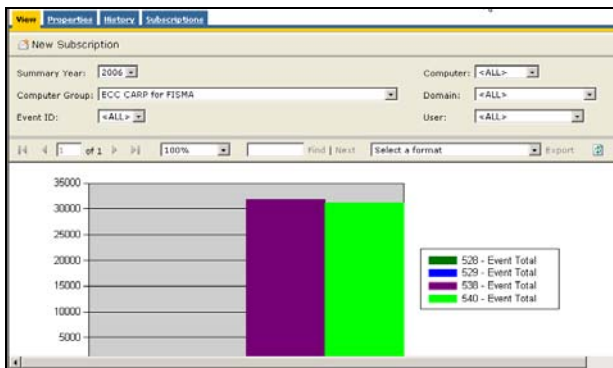 View Properties History Subscriptions
New Subscription
Summary Year: 2006 Computer: <ALL>
Computer Group: ECC CARP for FISMA Domain: <ALL>
Event ID: <ALL> User: <ALL>
1 of 1 100% Find | Next Select a format Export
35000
30000
25000
20000
15000
10000
5000
528 - Event Total
529 - Event Total
538 - Event Total
540 - Event Total